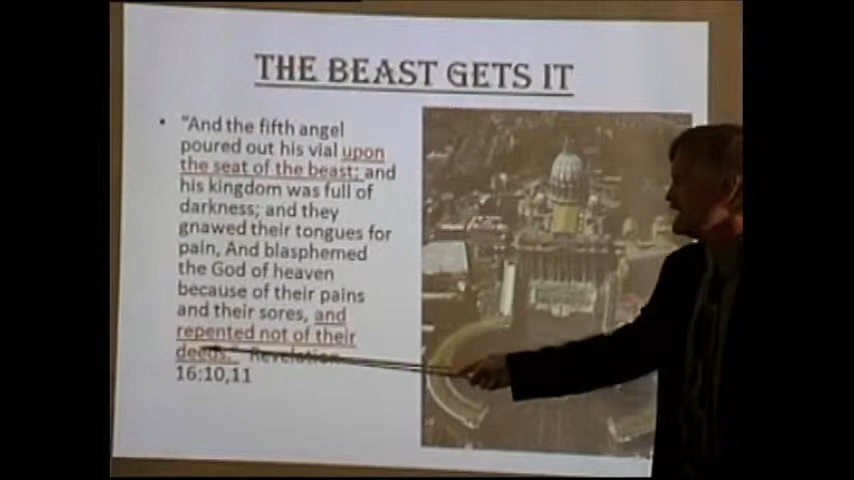 THE BEAST GETS IT
• "And the fifth angel
poured out his vial upon
the seat of the beast; and
his kingdom was full of
darkness; and they
gnawed their tongues for
pain, And blasphemed
the God of heaven
because of their pains
and their sores, and
repented not of their
deeds." Revelation
16:10,11